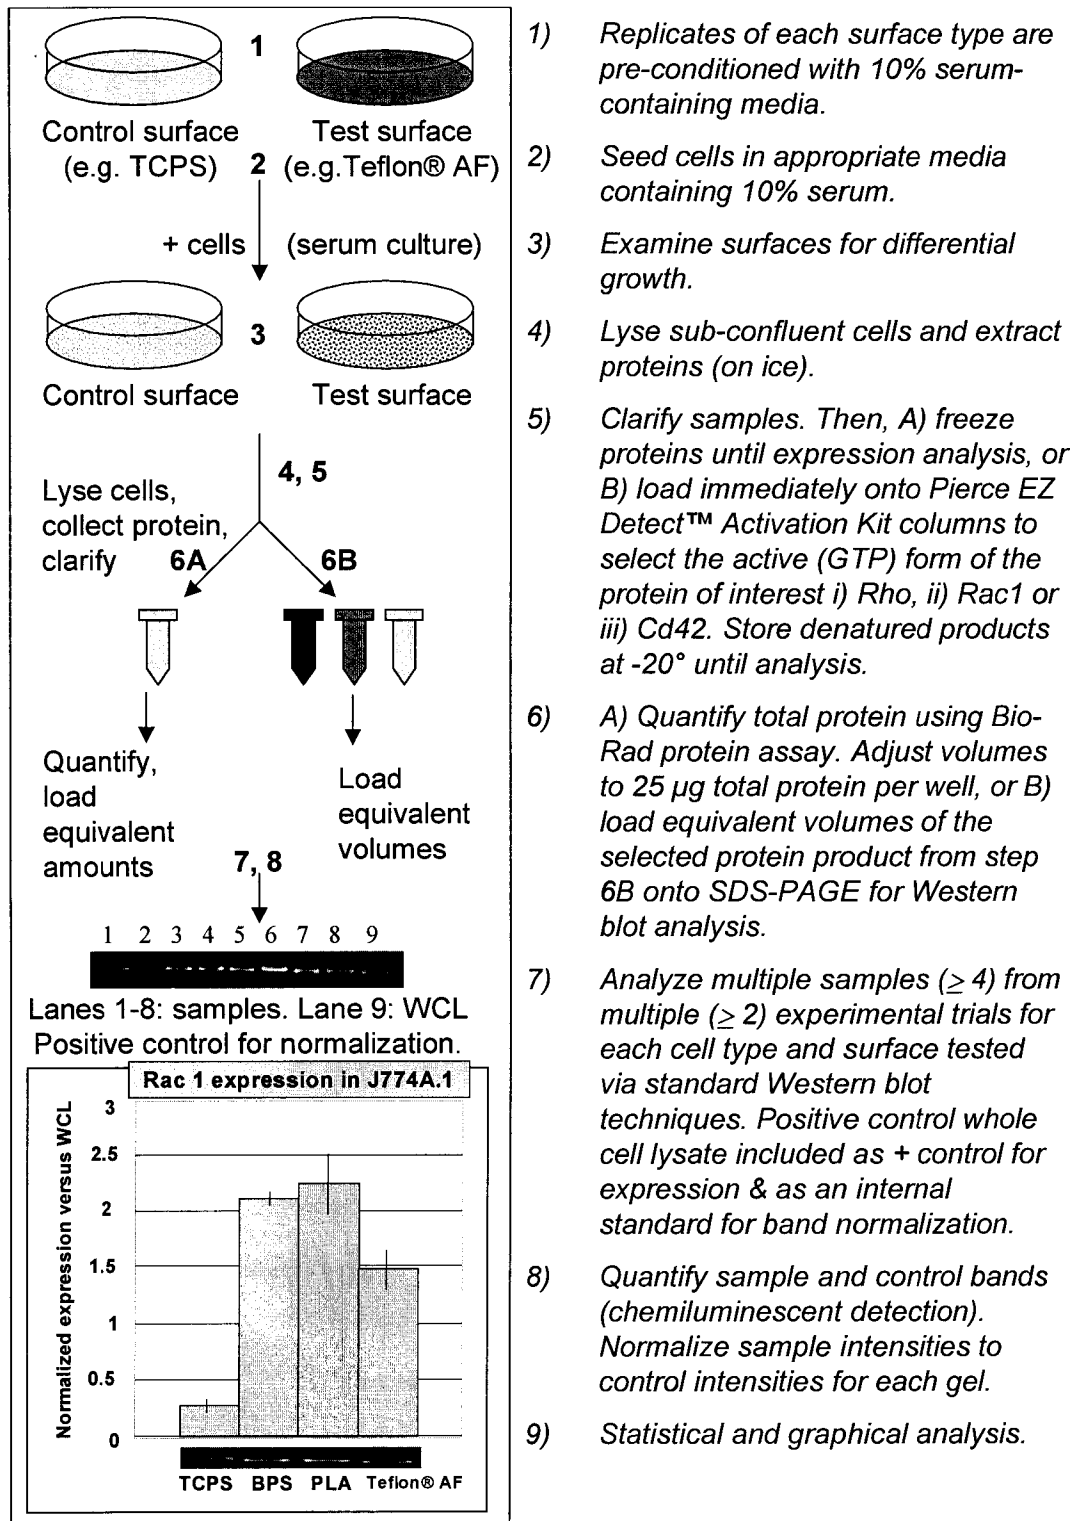 1
Control surface
(e.g. TCPS)
Test surface
(e.g.Teflon® AF)
2
+ cells
(serum culture)
3
Control surface
Test surface
4, 5
Lyse cells,
collect protein,
clarify
6A
6B
Quantify,
load
equivalent
amounts
Load
equivalent
volumes
7, 8
1 2 3 4 5 6 7 8 9
Lanes 1-8: samples. Lane 9: WCL
Positive control for normalization.
Rac 1 expression in J774A.1
Normalized expression versus WCL
3
2.5
2
1.5
1
0.5
0
TCPS BPS PLA Teflon® AF
1) Replicates of each surface type are
pre-conditioned with 10% serum-
containing media.
2) Seed cells in appropriate media
containing 10% serum.
3) Examine surfaces for differential
growth.
4) Lyse sub-confluent cells and extract
proteins (on ice).
5) Clarify samples. Then, A) freeze
proteins until expression analysis, or
B) load immediately onto Pierce EZ
Detect™ Activation Kit columns to
select the active (GTP) form of the
protein of interest i) Rho, ii) Rac1 or
iii) Cd42. Store denatured products
at -20° until analysis.
6) A) Quantify total protein using Bio-
Rad protein assay. Adjust volumes
to 25 µg total protein per well, or B)
load equivalent volumes of the
selected protein product from step
6B onto SDS-PAGE for Western
blot analysis.
7) Analyze multiple samples (≥ 4) from
multiple (≥ 2) experimental trials for
each cell type and surface tested
via standard Western blot
techniques. Positive control whole
cell lysate included as + control for
expression & as an internal
standard for band normalization.
8) Quantify sample and control bands
(chemiluminescent detection).
Normalize sample intensities to
control intensities for each gel.
9) Statistical and graphical analysis.